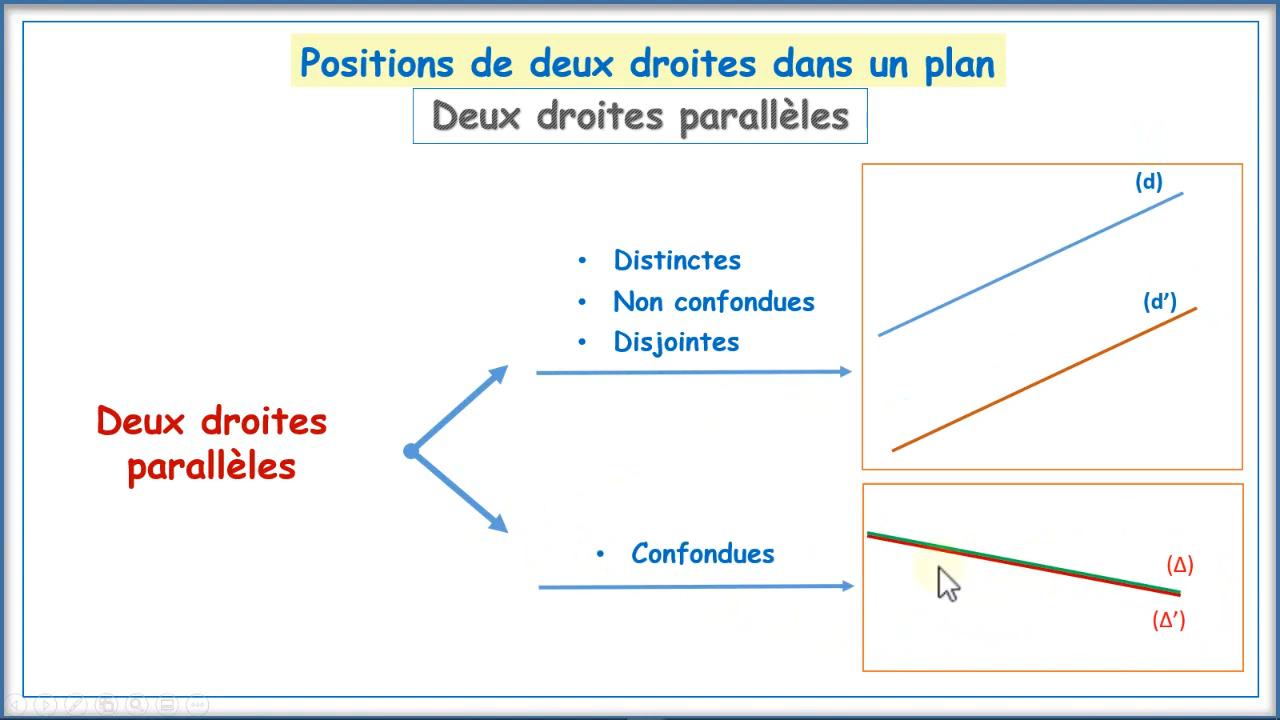 Positions de deux droites dans un plan
Deux droites parallèles
• Distinctes
• Non confondues
• Disjointes
Deux droites
parallèles
• Confondues
(d)
(d’)
(Δ)
(Δ’)